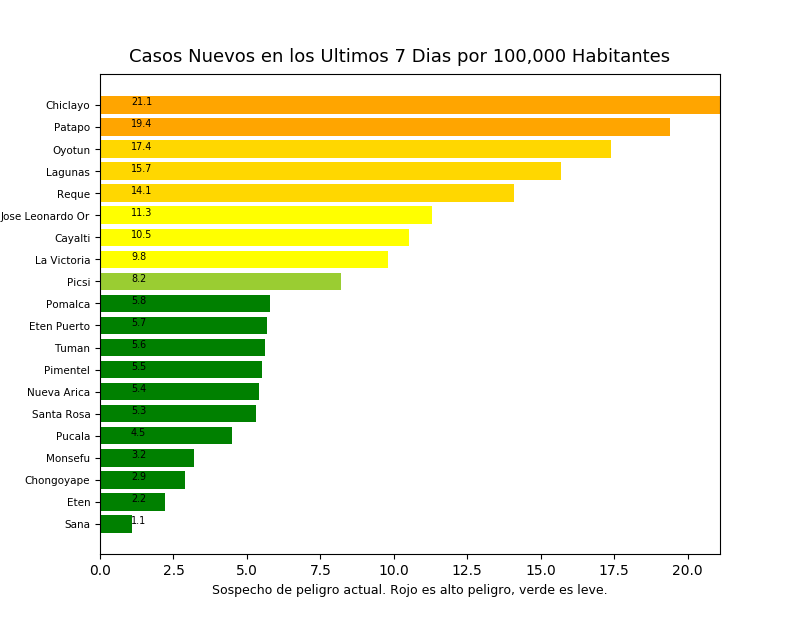 Casos Nuevos en los Ultimos 7 Dias por 100,000 Habitantes
Chiclayo 21.1
Patapo 19.4
Oyotun 17.4
Lagunas 15.7
Reque 14.1
Jose Leonardo Or 11.3
Cayalti 10.5
La Victoria 9.8
Picsi 8.2
Pomalca 5.8
Eten Puerto 5.7
Tuman 5.6
Pimentel 5.5
Nueva Arica 5.4
Santa Rosa 5.3
Pucala 4.5
Monsefu 3.2
Chongoyape 2.9
Eten 2.2
Sana 1.1
0.0 2.5 5.0 7.5 10.0 12.5 15.0 17.5 20.0
Sospecho de peligro actual. Rojo es alto peligro, verde es leve.